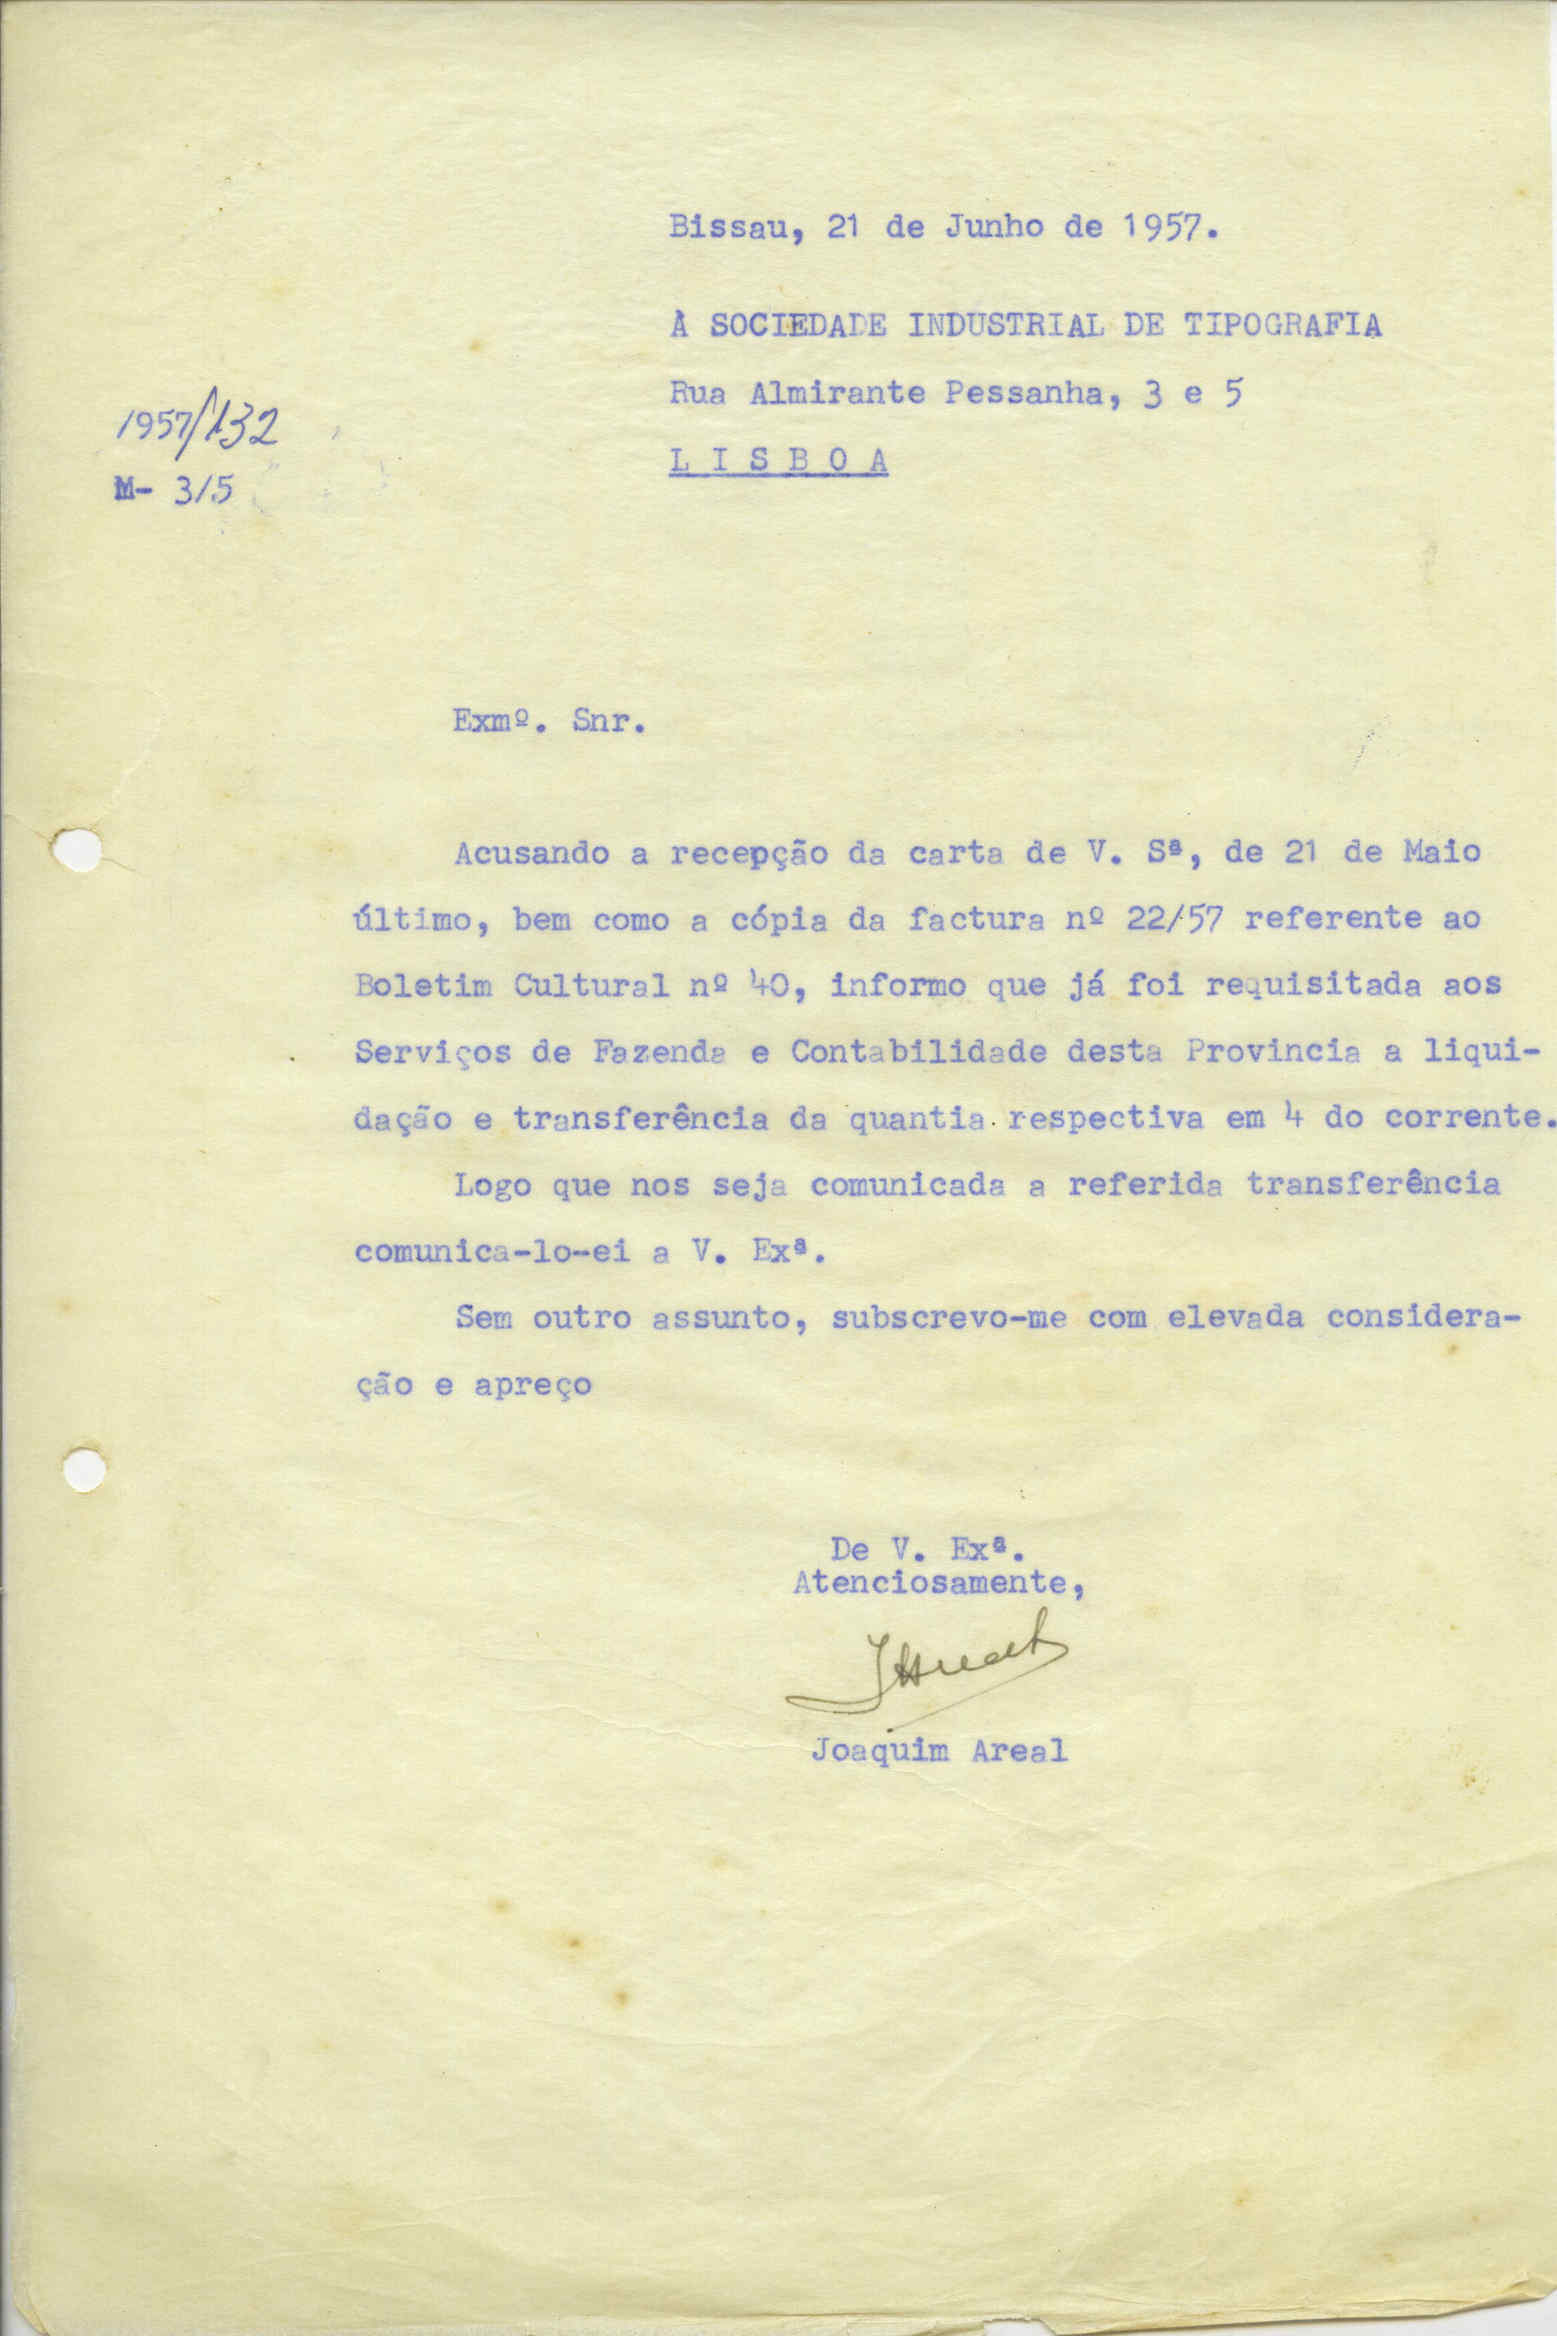 Bissau, 21 de Junho de 1957.
À SOCIEDADE INDUSTRIAL DE TIPOGRAFIA
Rua Almirante Pessanha, 3 e 5
L I S B O A
1957/132
M- 3/5
Exmº. Snr.
Acusando a recepção da carta de V. Sª, de 21 de Maio
último, bem como a cópia da factura nº 22/57 referente ao
Boletim Cultural nº 40, informo que já foi requisitada aos
Serviços de Fazenda e Contabilidade desta Provincia a liqui-
dação e transferência da quantia respectiva em 4 do corrente.
Logo que nos seja comunicada a referida transferência
comunica-lo-ei a V. Exª.
Sem outro assunto, subscrevo-me com elevada considera-
ção e apreço
De V. Exª.
Atenciosamente,
JAreal
Joaquim Areal